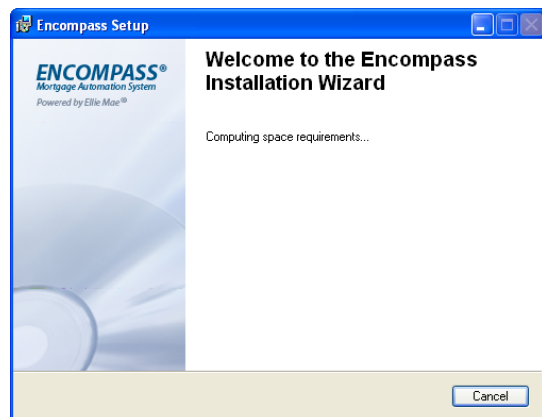 Encompass Setup
ENCOMPASS®
Mortgage Automation System
Powered by Ellie Mae®
Welcome to the Encompass
Installation Wizard
Computing space requirements...
Cancel